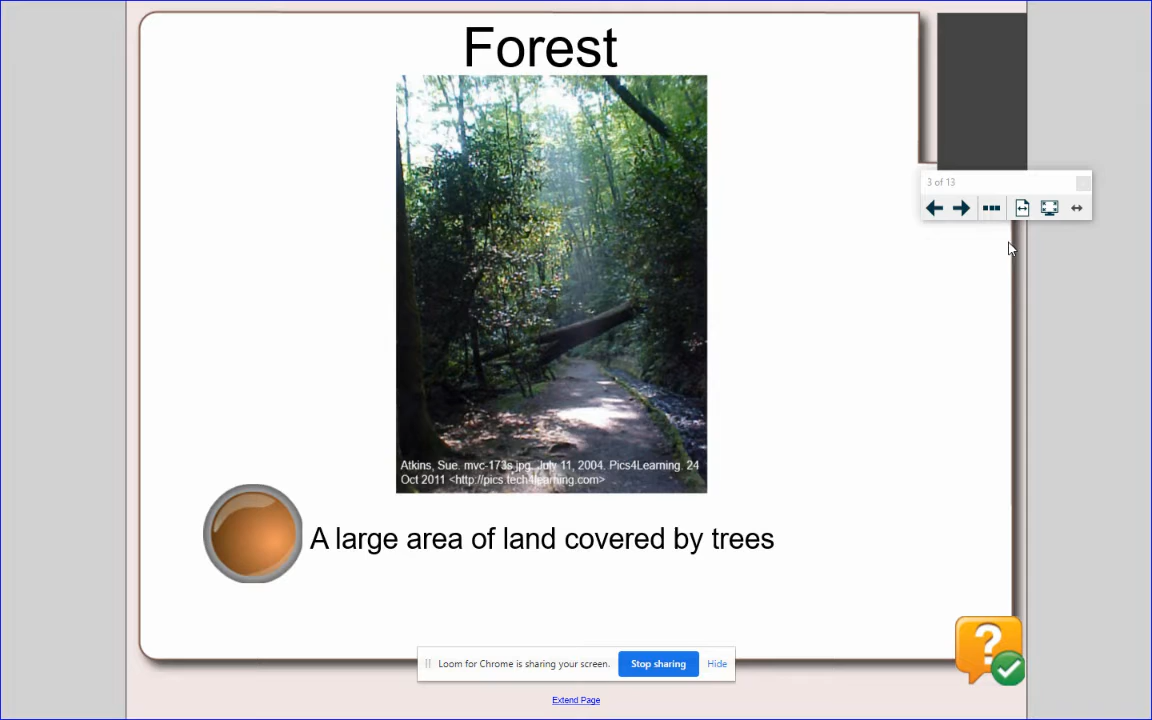 Forest
3 of 13
Atkins, Sue. mvc-173s.jpg. July 11, 2004. Pics4Learning. 24
Oct 2011 <http://pics.tech4learning.com>
A large area of land covered by trees
?
Loom for Chrome is sharing your screen.
Stop sharing
Hide
Extend Page